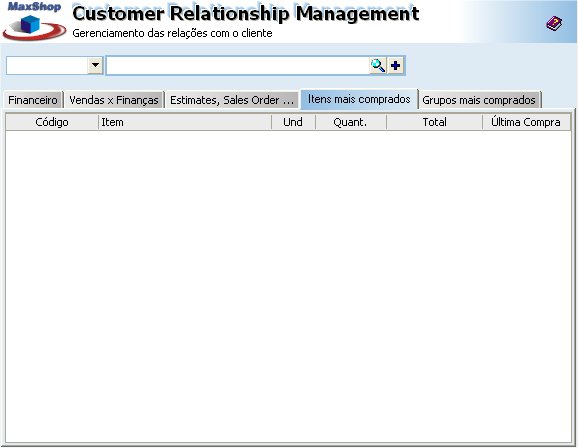 MaxShop
Customer Relationship Management
Gerenciamento das relações com o cliente
Financeiro Vendas x Finanças Estimates, Sales Order ... Itens mais comprados Grupos mais comprados
Código Item Und Quant. Total Última Compra